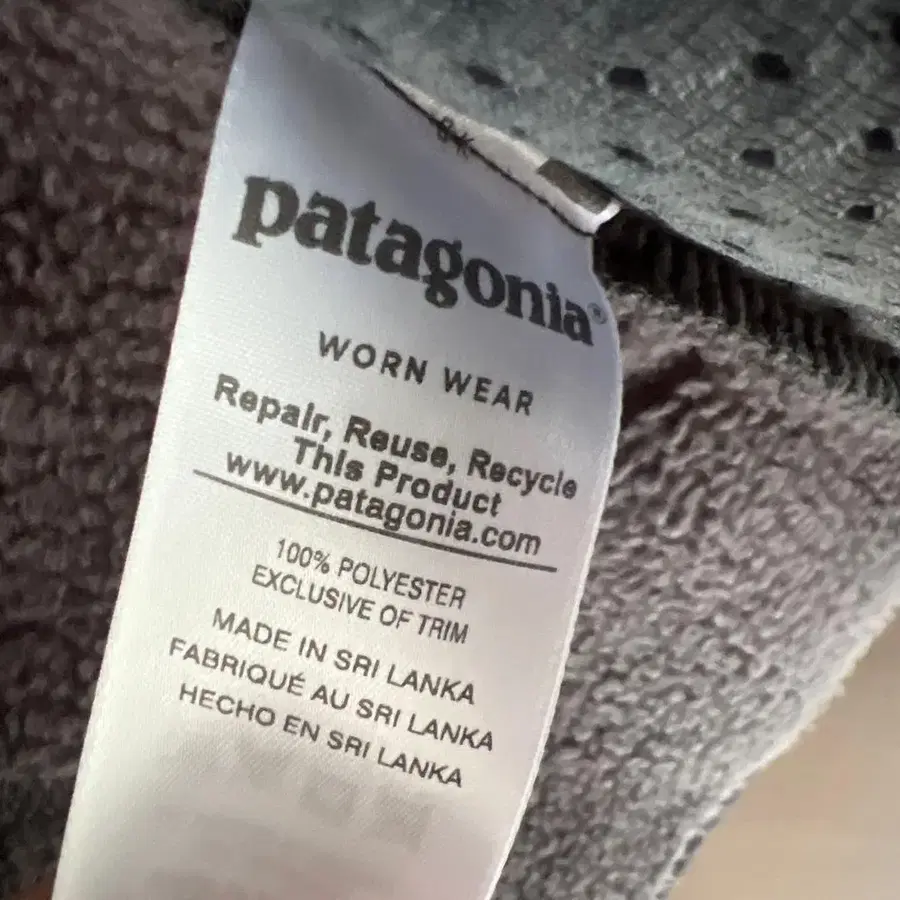 patagonia®
WORN WEAR
Repair, Reuse, Recycle
This Product
www.patagonia.com
100% POLYESTER
EXCLUSIVE OF TRIM
MADE IN SRI LANKA
FABRIQUÉ AU SRI LANKA
HECHO EN SRI LANKA